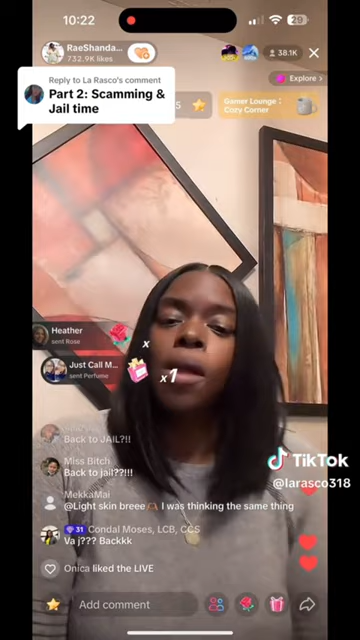 10:22
29
RaeShanda...
732.9K likes
38.1K
Explore >
Reply to La Rasco's comment
Part 2: Scamming &
Jail time
5
Gamer Lounge :
Cozy Corner
Heather
sent Rose
x
Just Call M...
sent Perfume
x1
Back to JAIL?!!
Miss Bitch
Back to jail??!!!
TikTok
@larasco318
MekkaMai
@Light skin breee I was thinking the same thing
31 Condal Moses, LCB, CCS
Va j??? Backkk
Onica liked the LIVE
Add comment